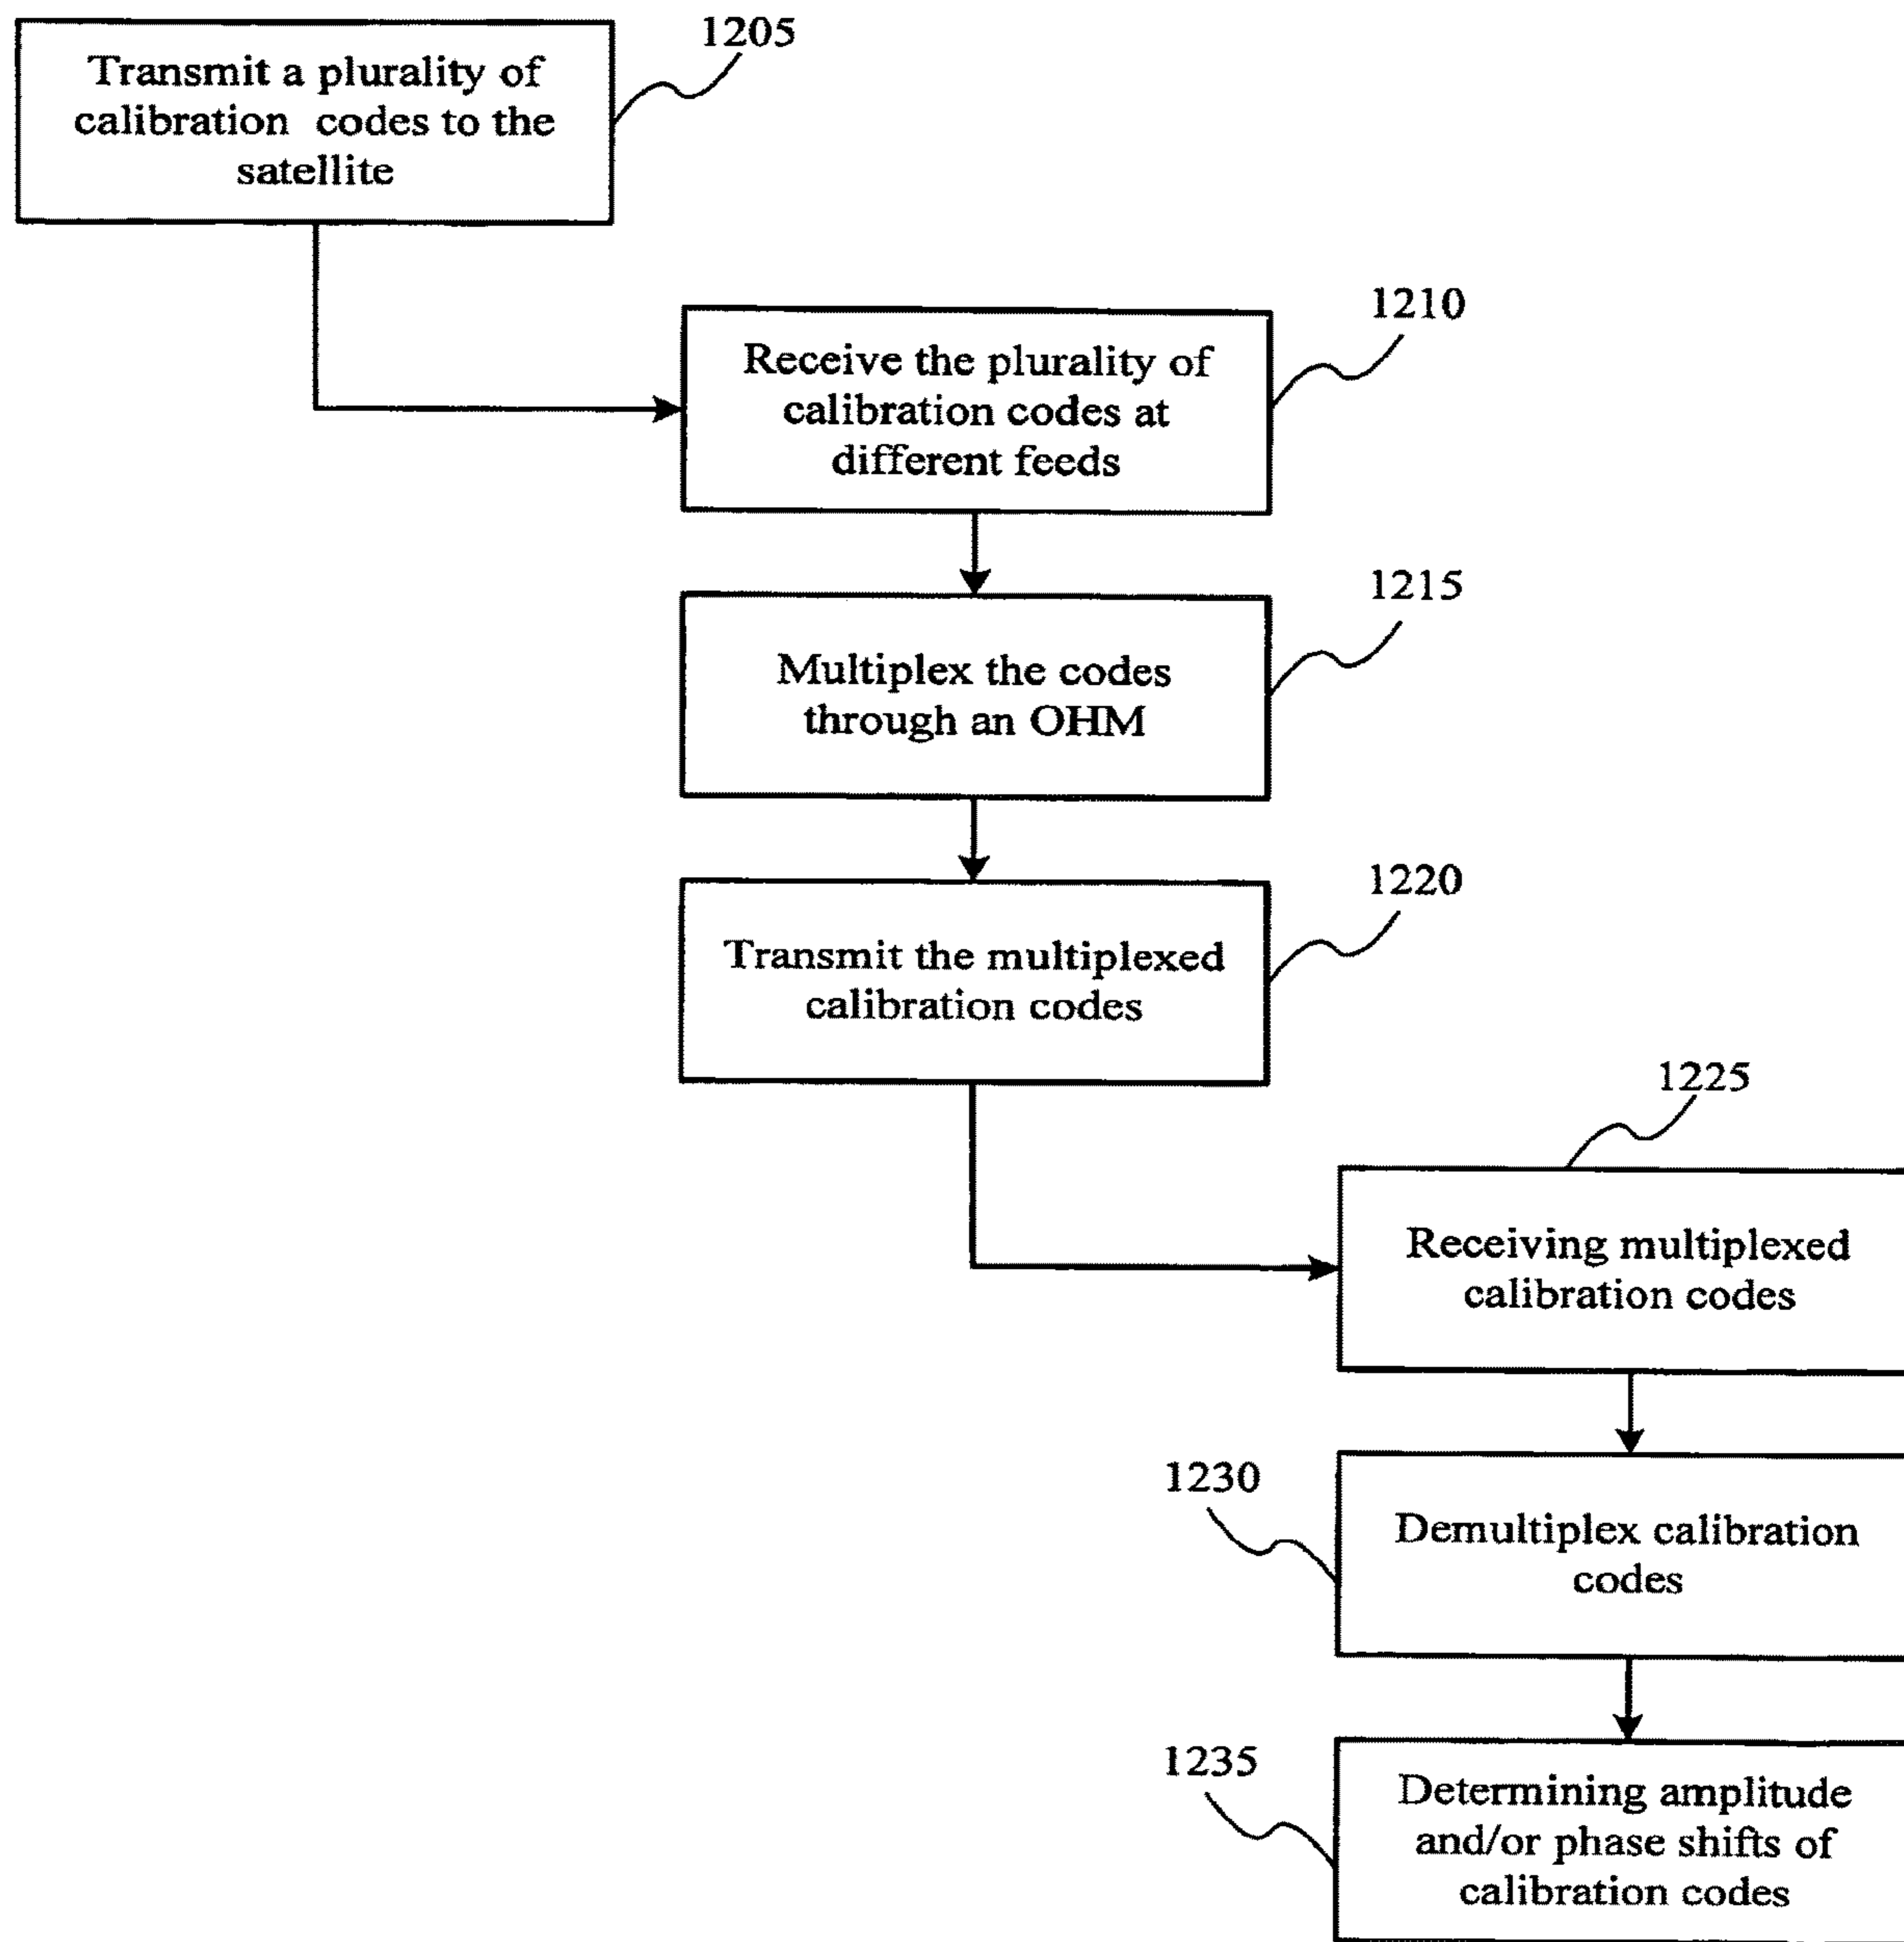 1205
Transmit a plurality of
calibration codes to the
satellite
1210
Receive the plurality of
calibration codes at
different feeds
1215
Multiplex the codes
through an OHM
1220
Transmit the multiplexed
calibration codes
1225
Receiving multiplexed
calibration codes
1230
Demultiplex calibration
codes
1235
Determining amplitude
and/or phase shifts of
calibration codes